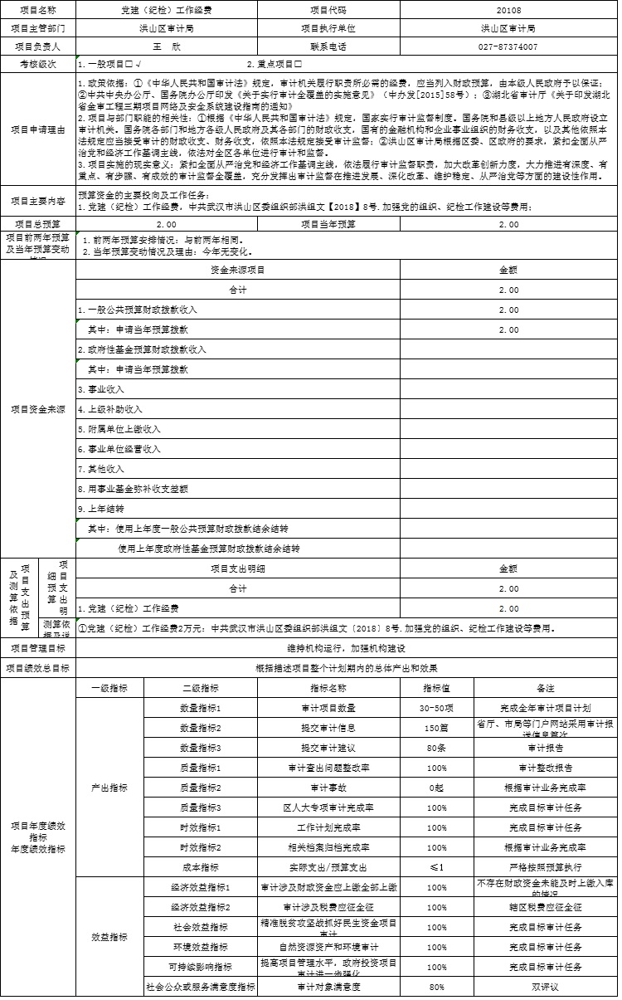 项目名称 党建（纪检）工作经费 项目代码 20108
项目主管部门 洪山区审计局 项目执行单位 洪山区审计局
项目负责人 王 欣 联系电话 027-87374007
考核级次 1.一般项目□√ 2.重点项目□
项目申请理由
1.政策依据：①《中华人民共和国审计法》规定，审计机关履行职责所必需的经费，应当列入财政预算，由本级人民政府予以保证；
②中共中央办公厅、国务院办公厅印发《关于实行审计全覆盖的实施意见》（中办发[2015]58号）；③湖北省审计厅《关于印发湖北
省金审工程三期项目网络及安全系统建设指南的通知》
2.项目与部门职能的相关性：①根据《中华人民共和国审计法》规定，国家实行审计监督制度。国务院和县级以上地方人民政府设立
审计机关。国务院各部门和地方各级人民政府及其各部门的财政收支，国有的金融机构和企业事业组织的财务收支，以及其他依照本
法规定应当接受审计的财政收支、财务收支，依照本法规定接受审计监督；②洪山区审计局根据区委、区政府的要求，紧扣全面从严
治党和经济工作基调主线，依法对全区各单位进行审计和监督。
3.项目实施的现实意义：紧扣全面从严治党和经济工作基调主线，依法履行审计监督职责，加大改革创新力度，大力推进有深度、有
重点、有步骤、有成效的审计监督全覆盖，充分发挥出审计监督在推进发展、深化改革、维护稳定、从严治党等方面的建设性作用。
项目主要内容
预算资金的主要投向及工作任务：
1.党建（纪检）工作经费，中共武汉市洪山区委组织部洪组文【2018】8号.加强党的组织、纪检工作建设等费用；
项目总预算 2.00 项目当年预算 2.00
项目前两年预算
及当年预算变动
情况
1.前两年预算安排情况：与前两年相同。
2.当年预算变动情况及理由：今年无变化。
项目资金来源
资金来源项目 金额
合计 2.00
1.一般公共预算财政拨款收入 2.00
其中：申请当年预算拨款 2.00
2.政府性基金预算财政拨款收入
其中：申请当年预算拨款
3.事业收入
4.上级补助收入
5.附属单位上缴收入
6.事业单位经营收入
7.其他收入
8.用事业基金弥补收支差额
9.上年结转
其中：使用上年度一般公共预算财政拨款结余结转
使用上年度政府性基金预算财政拨款结余结转
项目支出预算
及测算依据
项目支出明
细预算
项目支出明细 金额
合计 2.00
1.党建（纪检）工作经费 2.00
测算依
据及说
①党建（纪检）工作经费2万元：中共武汉市洪山区委组织部洪组文〔2018〕8号.加强党的组织、纪检工作建设等费用。
项目管理目标 维持机构运行，加强机构建设
项目绩效总目标 概括描述项目整个计划期内的总体产出和效果
项目年度绩效
指标
年度绩效指标
一级指标 二级指标 指标名称 指标值 备注
产出指标
数量指标1 审计项目数量 30-50项 完成全年审计项目计划
数量指标2 提交审计信息 150篇 省厅、市局等门户网站采用审计报
送信息篇次
数量指标3 提交审计建议 80条 审计报告
质量指标1 审计查出问题整改率 100% 审计整改报告
质量指标2 审计事故 0起 根据审计业务完成率
质量指标3 区人大专项审计完成率 100% 完成目标审计任务
时效指标1 工作计划完成率 100% 完成目标审计任务
时效指标2 相关档案归档完成率 100% 根据审计业务完成率
成本指标 实际支出/预算支出 ≤1 严格按照预算执行
效益指标
经济效益指标1 审计涉及财政资金应上缴全部上缴 100% 不存在财政资金未能及时上缴入库
的情况
经济效益指标2 审计涉及税费应征全征 100% 辖区税费应征全征
社会效益指标 精准脱贫攻坚战抓好民生资金项目
审计 100% 完成目标审计任务
环境效益指标 自然资源资产和环境审计 100% 完成目标审计任务
可持续影响指标 提高项目管理水平，政府投资项目
审计进一步强化 100% 完成目标审计任务
社会公众或服务满意度指标 审计对象满意度 80% 双评议